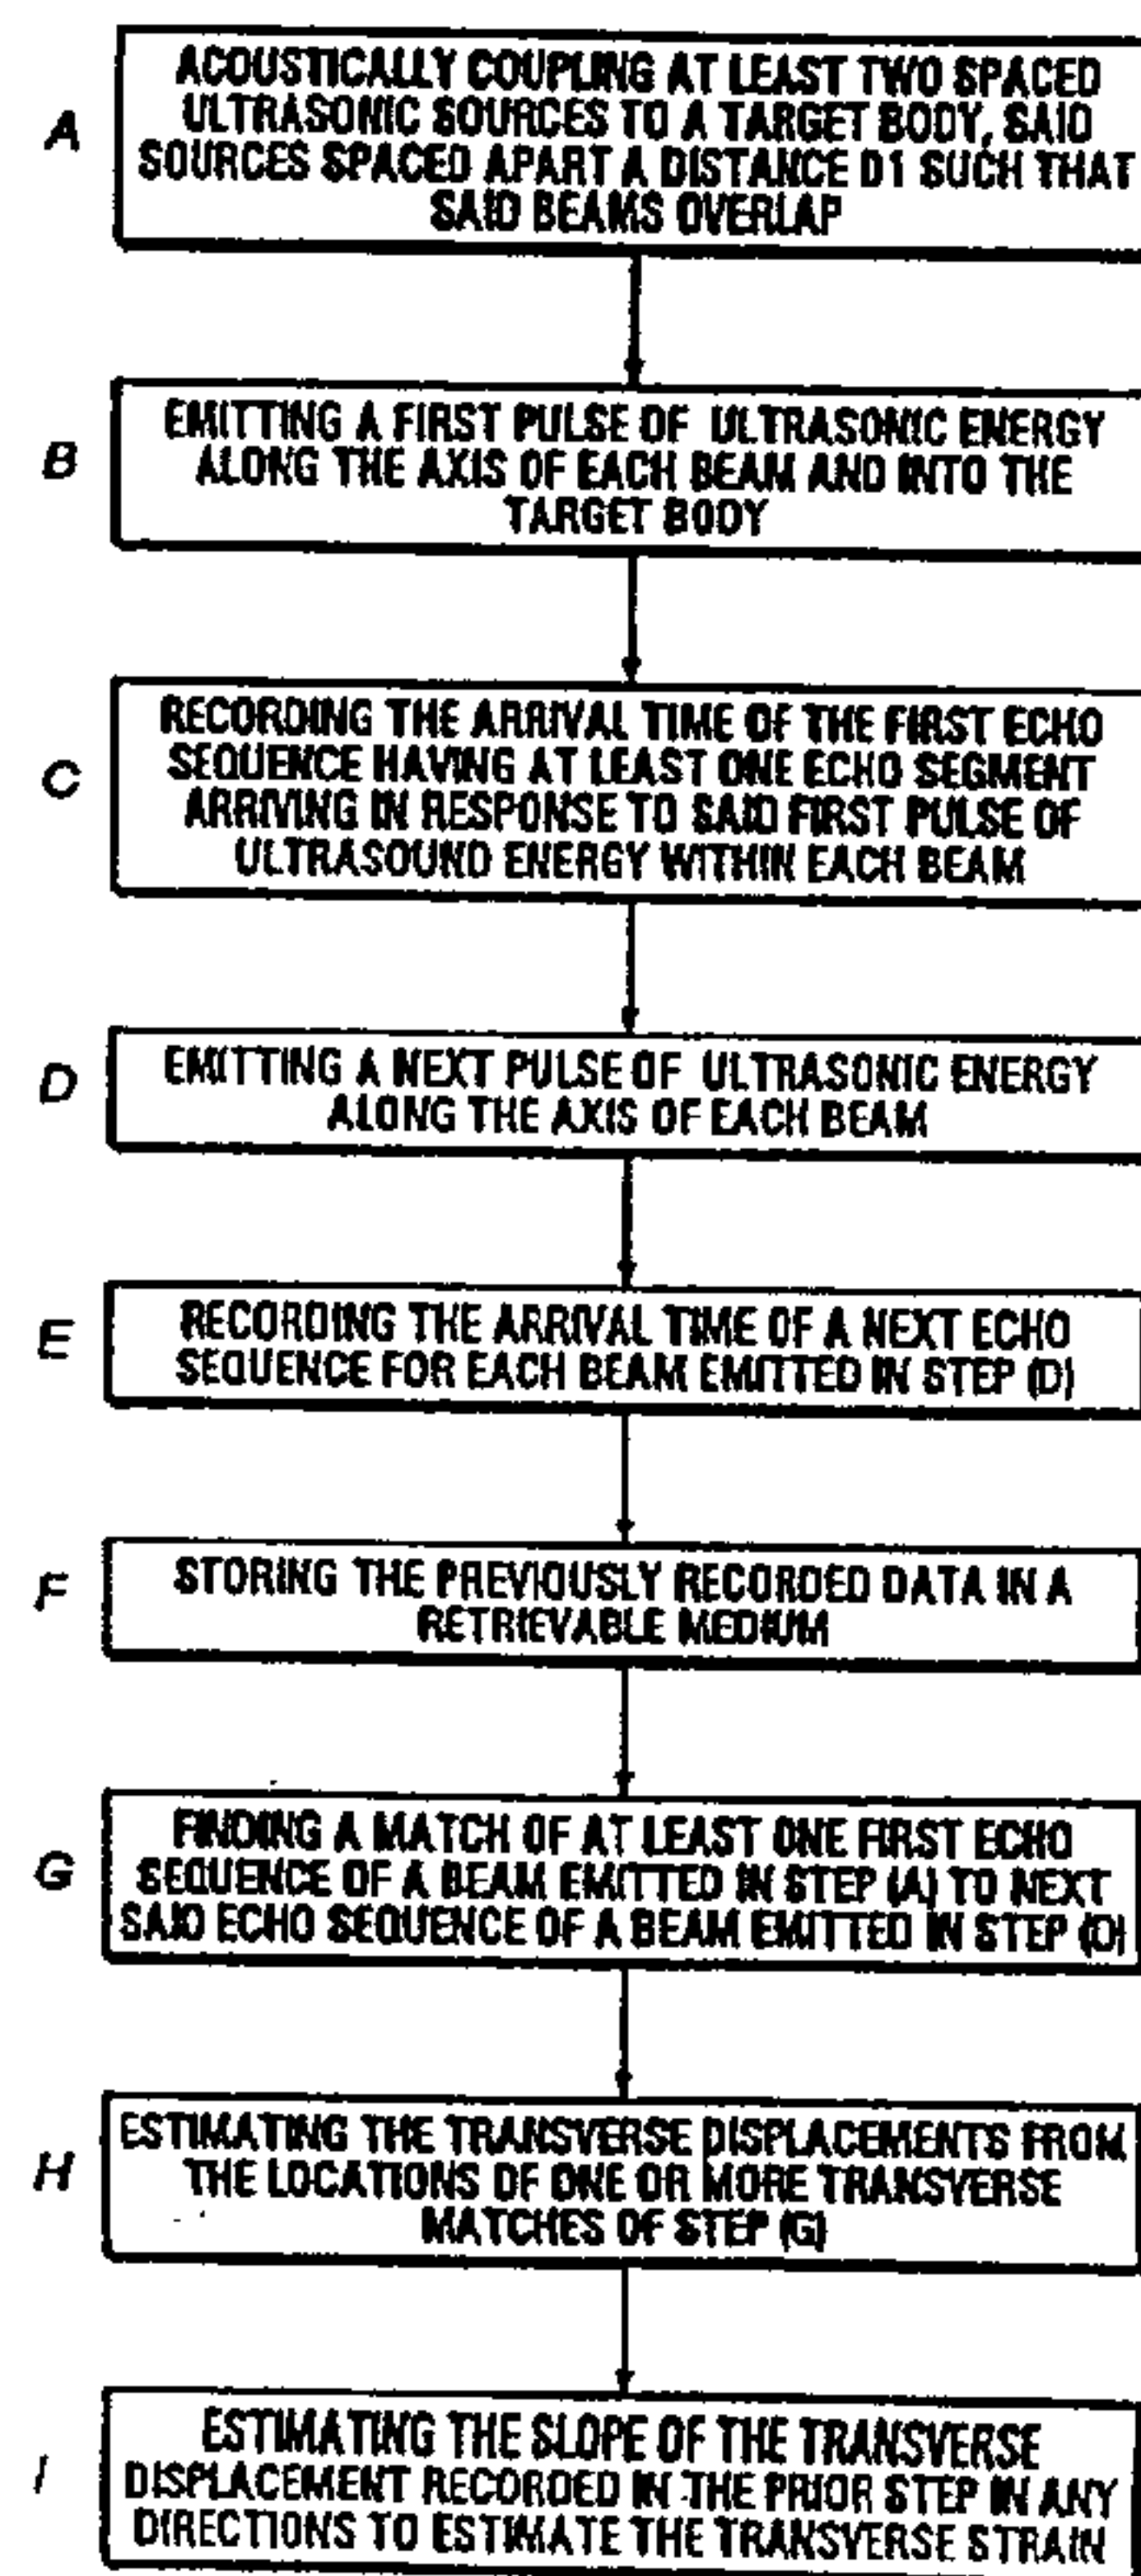 A
ACOUSTICALLY COUPLING AT LEAST TWO SPACED
ULTRASONIC SOURCES TO A TARGET BODY, SAID
SOURCES SPACED APART A DISTANCE D1 SUCH THAT
SAID BEAMS OVERLAP
B
EMITTING A FIRST PULSE OF ULTRASONIC ENERGY
ALONG THE AXIS OF EACH BEAM AND INTO THE
TARGET BODY
C
RECORDING THE ARRIVAL TIME OF THE FIRST ECHO
SEQUENCE HAVING AT LEAST ONE ECHO SEGMENT
ARRIVING IN RESPONSE TO SAID FIRST PULSE OF
ULTRASOUND ENERGY WITHIN EACH BEAM
D
EMITTING A NEXT PULSE OF ULTRASONIC ENERGY
ALONG THE AXIS OF EACH BEAM
E
RECORDING THE ARRIVAL TIME OF A NEXT ECHO
SEQUENCE FOR EACH BEAM EMITTED IN STEP (D)
F
STORING THE PREVIOUSLY RECORDED DATA IN A
RETRIEVABLE MEDIUM
G
FINDING A MATCH OF AT LEAST ONE FIRST ECHO
SEQUENCE OF A BEAM EMITTED IN STEP (A) TO NEXT
SAID ECHO SEQUENCE OF A BEAM EMITTED IN STEP (D)
H
ESTIMATING THE TRANSVERSE DISPLACEMENTS FROM
THE LOCATIONS OF ONE OR MORE TRANSVERSE
MATCHES OF STEP (G)
I
ESTIMATING THE SLOPE OF THE TRANSVERSE
DISPLACEMENT RECORDED IN THE PRIOR STEP IN ANY
DIRECTIONS TO ESTIMATE THE TRANSVERSE STRAIN